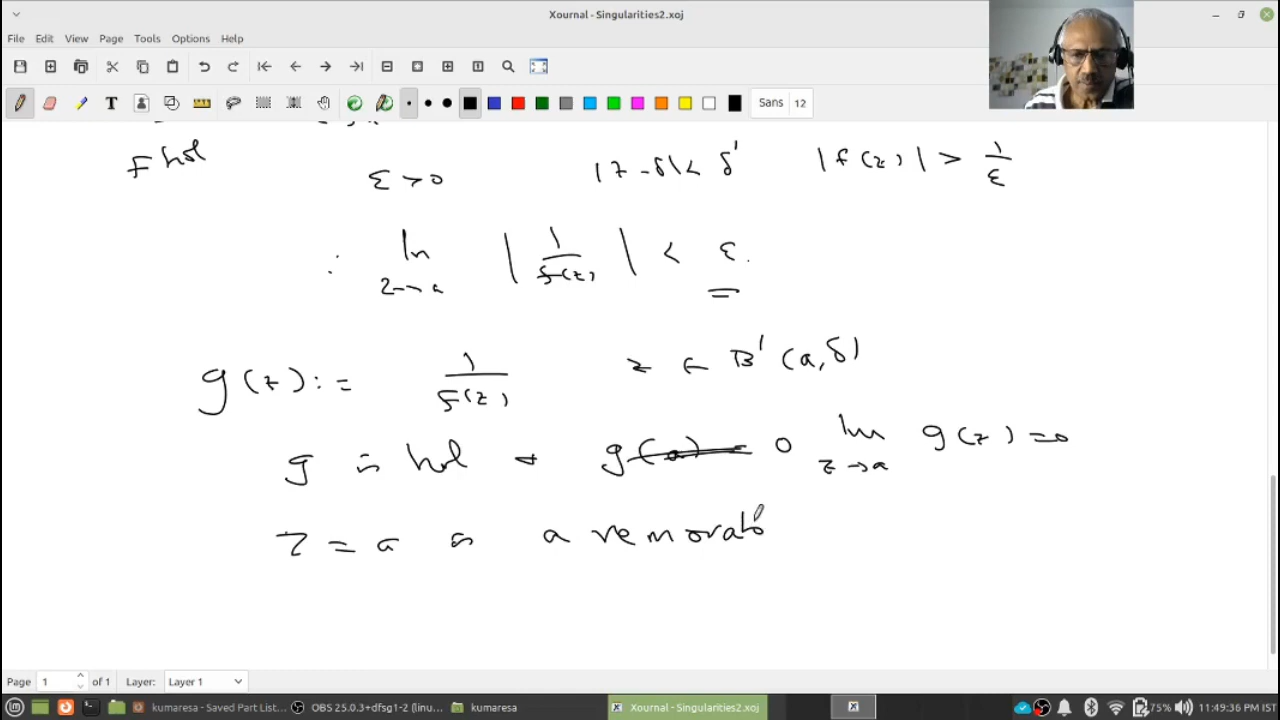 Xournal - Singularities2.xoj
File Edit View Page Tools Options Help
Sans 12
F hol
ε > 0 |z - δ| < δ' |f(z)| > 1/ε
∴ lim z→a |1/f(z)| < ε.
g(z) := 1/f(z) z ∈ B'(a, δ)
g is hol + g(a) 0 lim z→a g(z) = 0
z = a is a removab
Page 1 of 1 Layer: Layer 1
kumaresa - Saved Part List... OBS 25.0.3+dfsg1-2 (linu... kumaresa Xournal - Singularities2.xoj 75% 11:49:36 PM IST